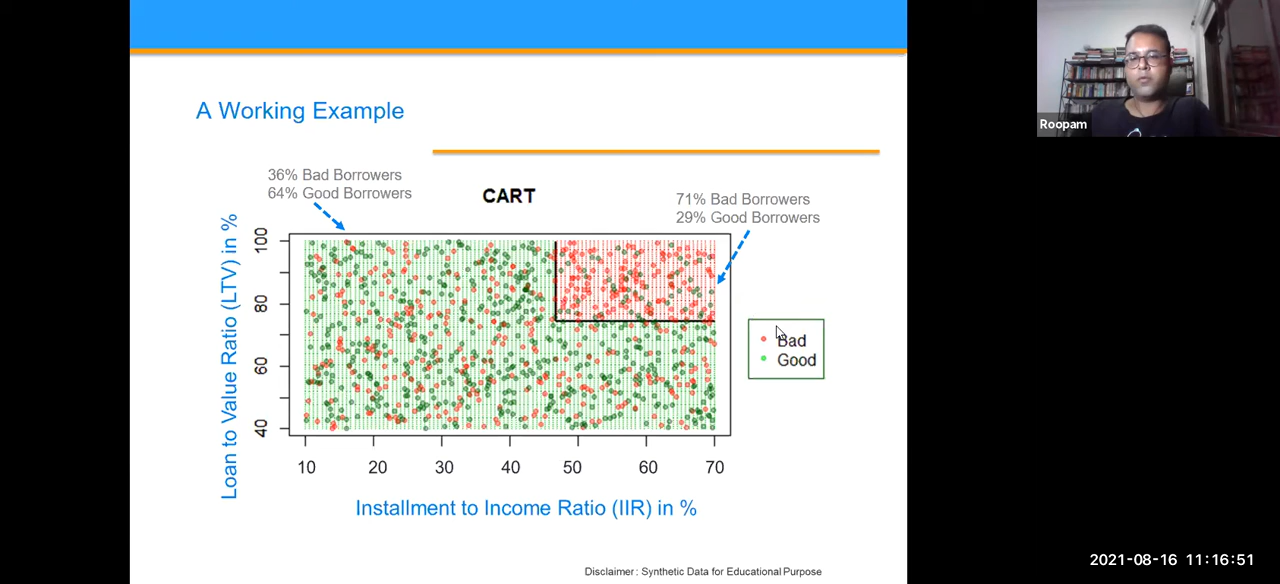 A Working Example
36% Bad Borrowers
64% Good Borrowers
CART
71% Bad Borrowers
29% Good Borrowers
Loan to Value Ratio (LTV) in %
100
80
60
40
10 20 30 40 50 60 70
Bad
Good
Installment to Income Ratio (IIR) in %
Disclaimer: Synthetic Data for Educational Purpose
Roopam
2021-08-16 11:16:51